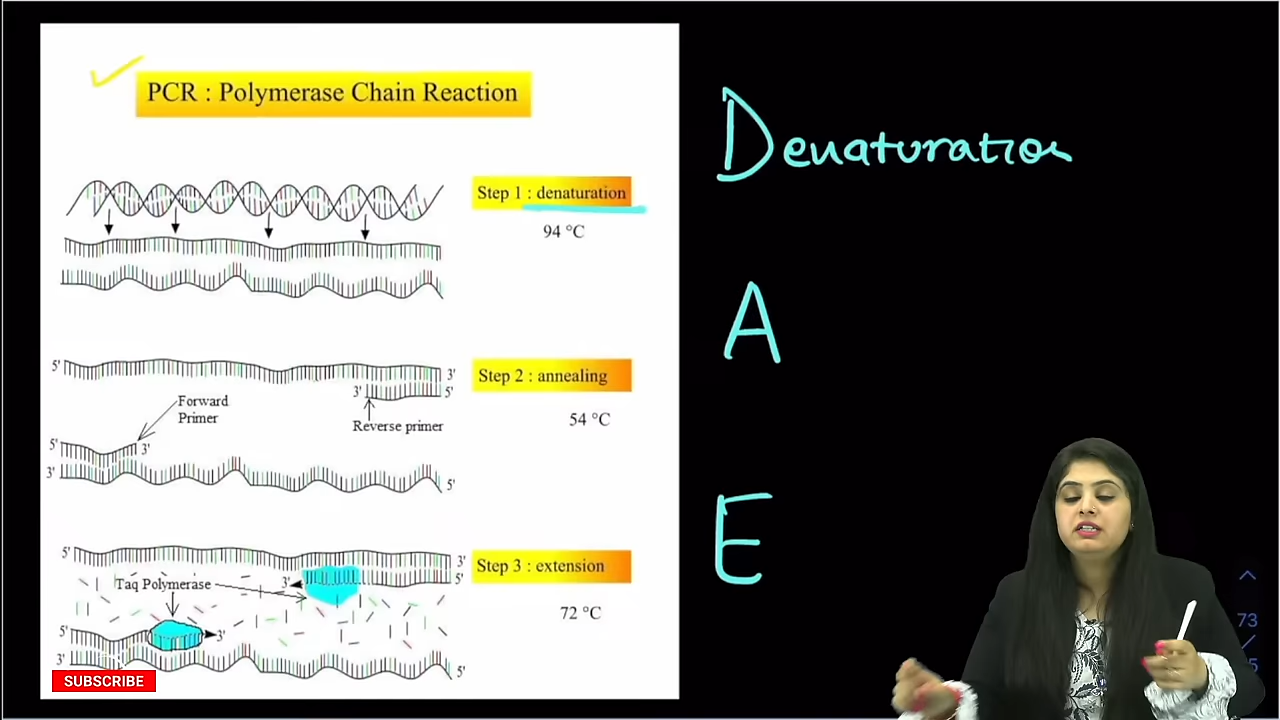 PCR : Polymerase Chain Reaction
Step 1 : denaturation
94 °C
5'
3'
3'
5'
Step 2 : annealing
54 °C
Forward
Primer
Reverse primer
5'
3'
3'
5'
5'
3'
Step 3 : extension
72 °C
Taq Polymerase
3'
5'
5'
3'
3'
5'
SUBSCRIBE
Denaturation
A
E
73
/